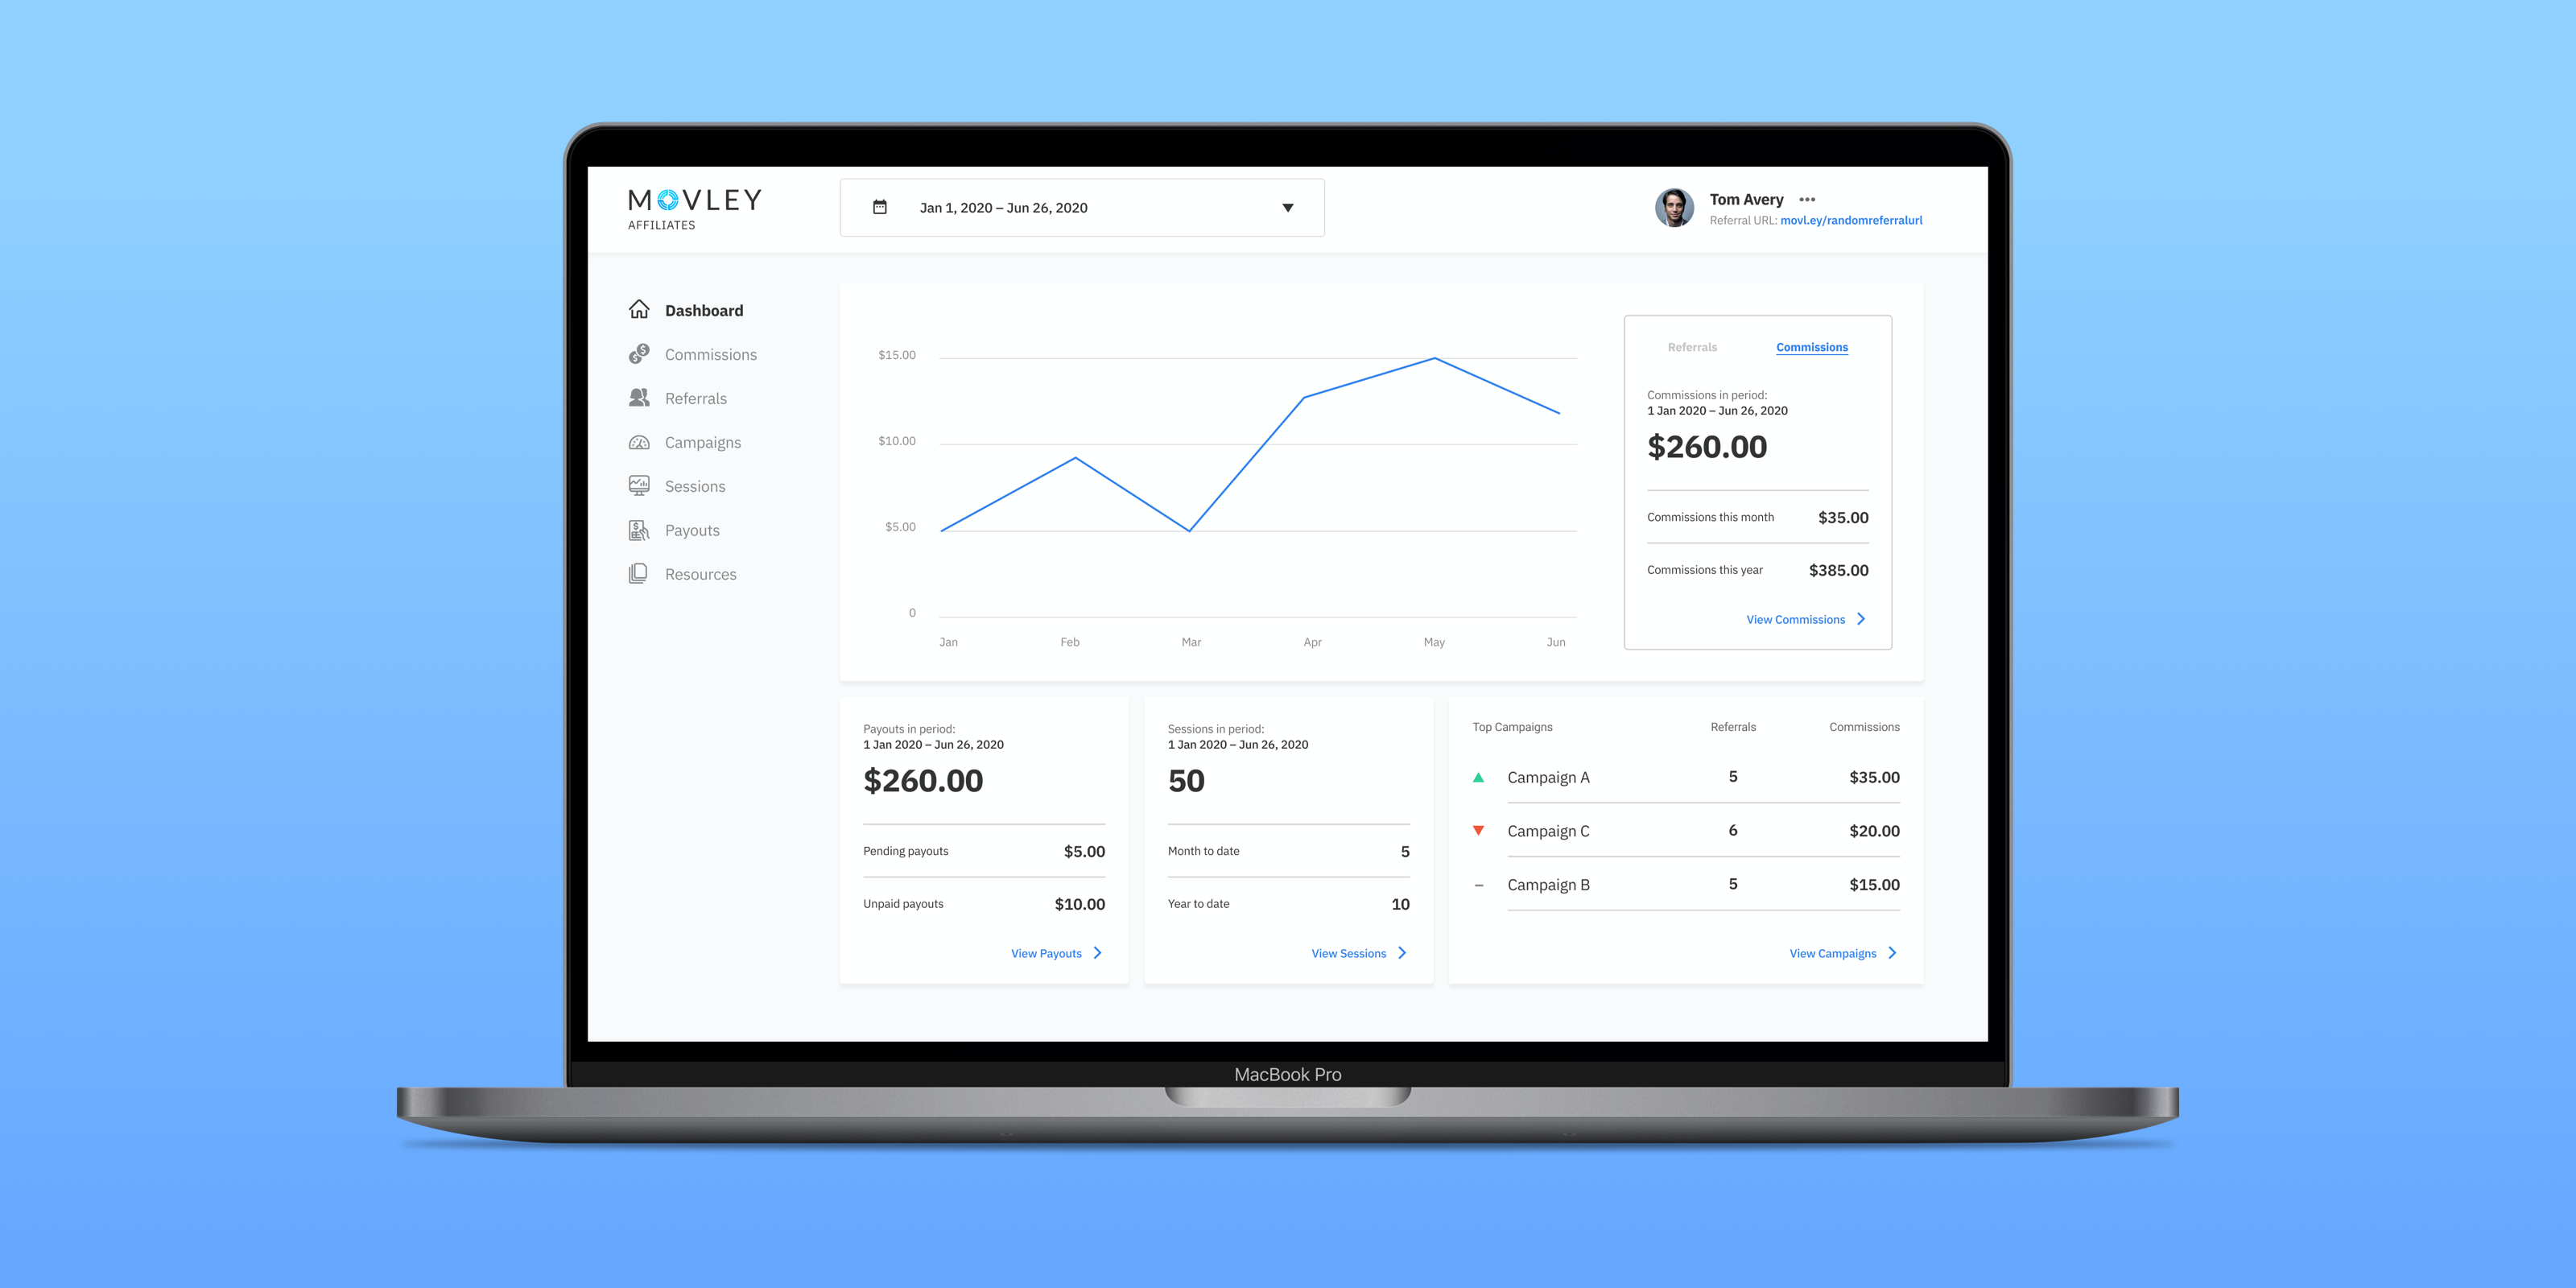 MOVLEY
AFFILIATES
Jan 1, 2020 – Jun 26, 2020
Tom Avery •••
Referral URL: movl.ey/randomreferralurl
Dashboard
Commissions
Referrals
Campaigns
Sessions
Payouts
Resources
$15.00
$10.00
$5.00
0
Jan Feb Mar Apr May Jun
Referrals Commissions
Commissions in period:
1 Jan 2020 – Jun 26, 2020
$260.00
Commissions this month $35.00
Commissions this year $385.00
View Commissions
Payouts in period:
1 Jan 2020 – Jun 26, 2020
$260.00
Pending payouts $5.00
Unpaid payouts $10.00
View Payouts
Sessions in period:
1 Jan 2020 – Jun 26, 2020
50
Month to date 5
Year to date 10
View Sessions
Top Campaigns Referrals Commissions
Campaign A 5 $35.00
Campaign C 6 $20.00
Campaign B 5 $15.00
View Campaigns
MacBook Pro